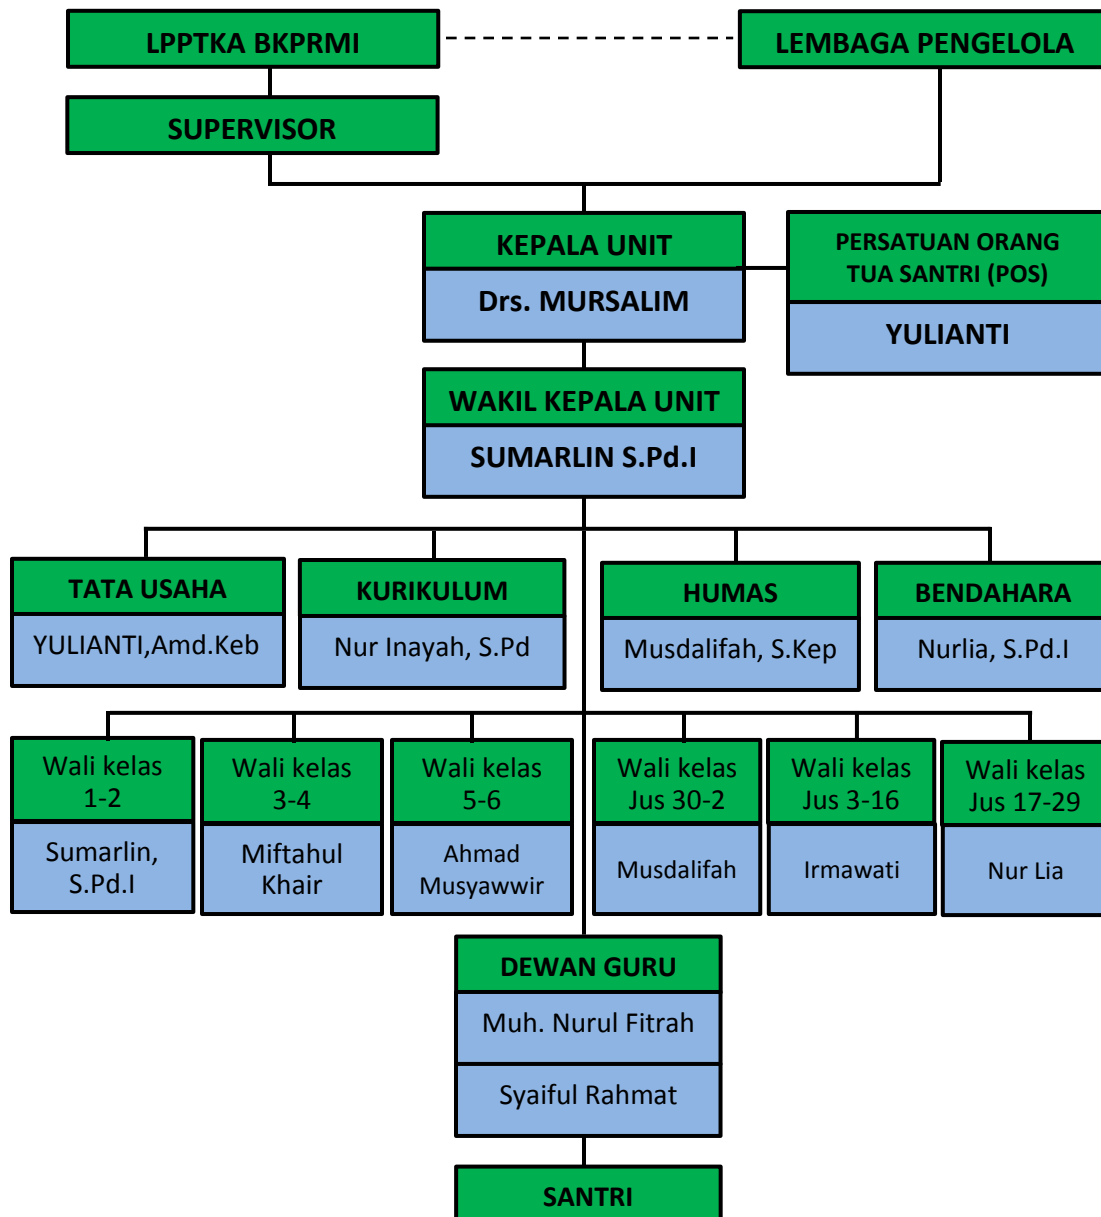 LPPTKA BKPRMI
LEMBAGA PENGELOLA
SUPERVISOR
KEPALA UNIT
Drs. MURSALIM
PERSATUAN ORANG
TUA SANTRI (POS)
YULIANTI
WAKIL KEPALA UNIT
SUMARLIN S.Pd.I
TATA USAHA
YULIANTI,Amd.Keb
KURIKULUM
Nur Inayah, S.Pd
HUMAS
Musdalifah, S.Kep
BENDAHARA
Nurlia, S.Pd.I
Wali kelas
1-2
Sumarlin,
S.Pd.I
Wali kelas
3-4
Miftahul
Khair
Wali kelas
5-6
Ahmad
Musyawwir
Wali kelas
Jus 30-2
Musdalifah
Wali kelas
Jus 3-16
Irmawati
Wali kelas
Jus 17-29
Nur Lia
DEWAN GURU
Muh. Nurul Fitrah
Syaiful Rahmat
SANTRI